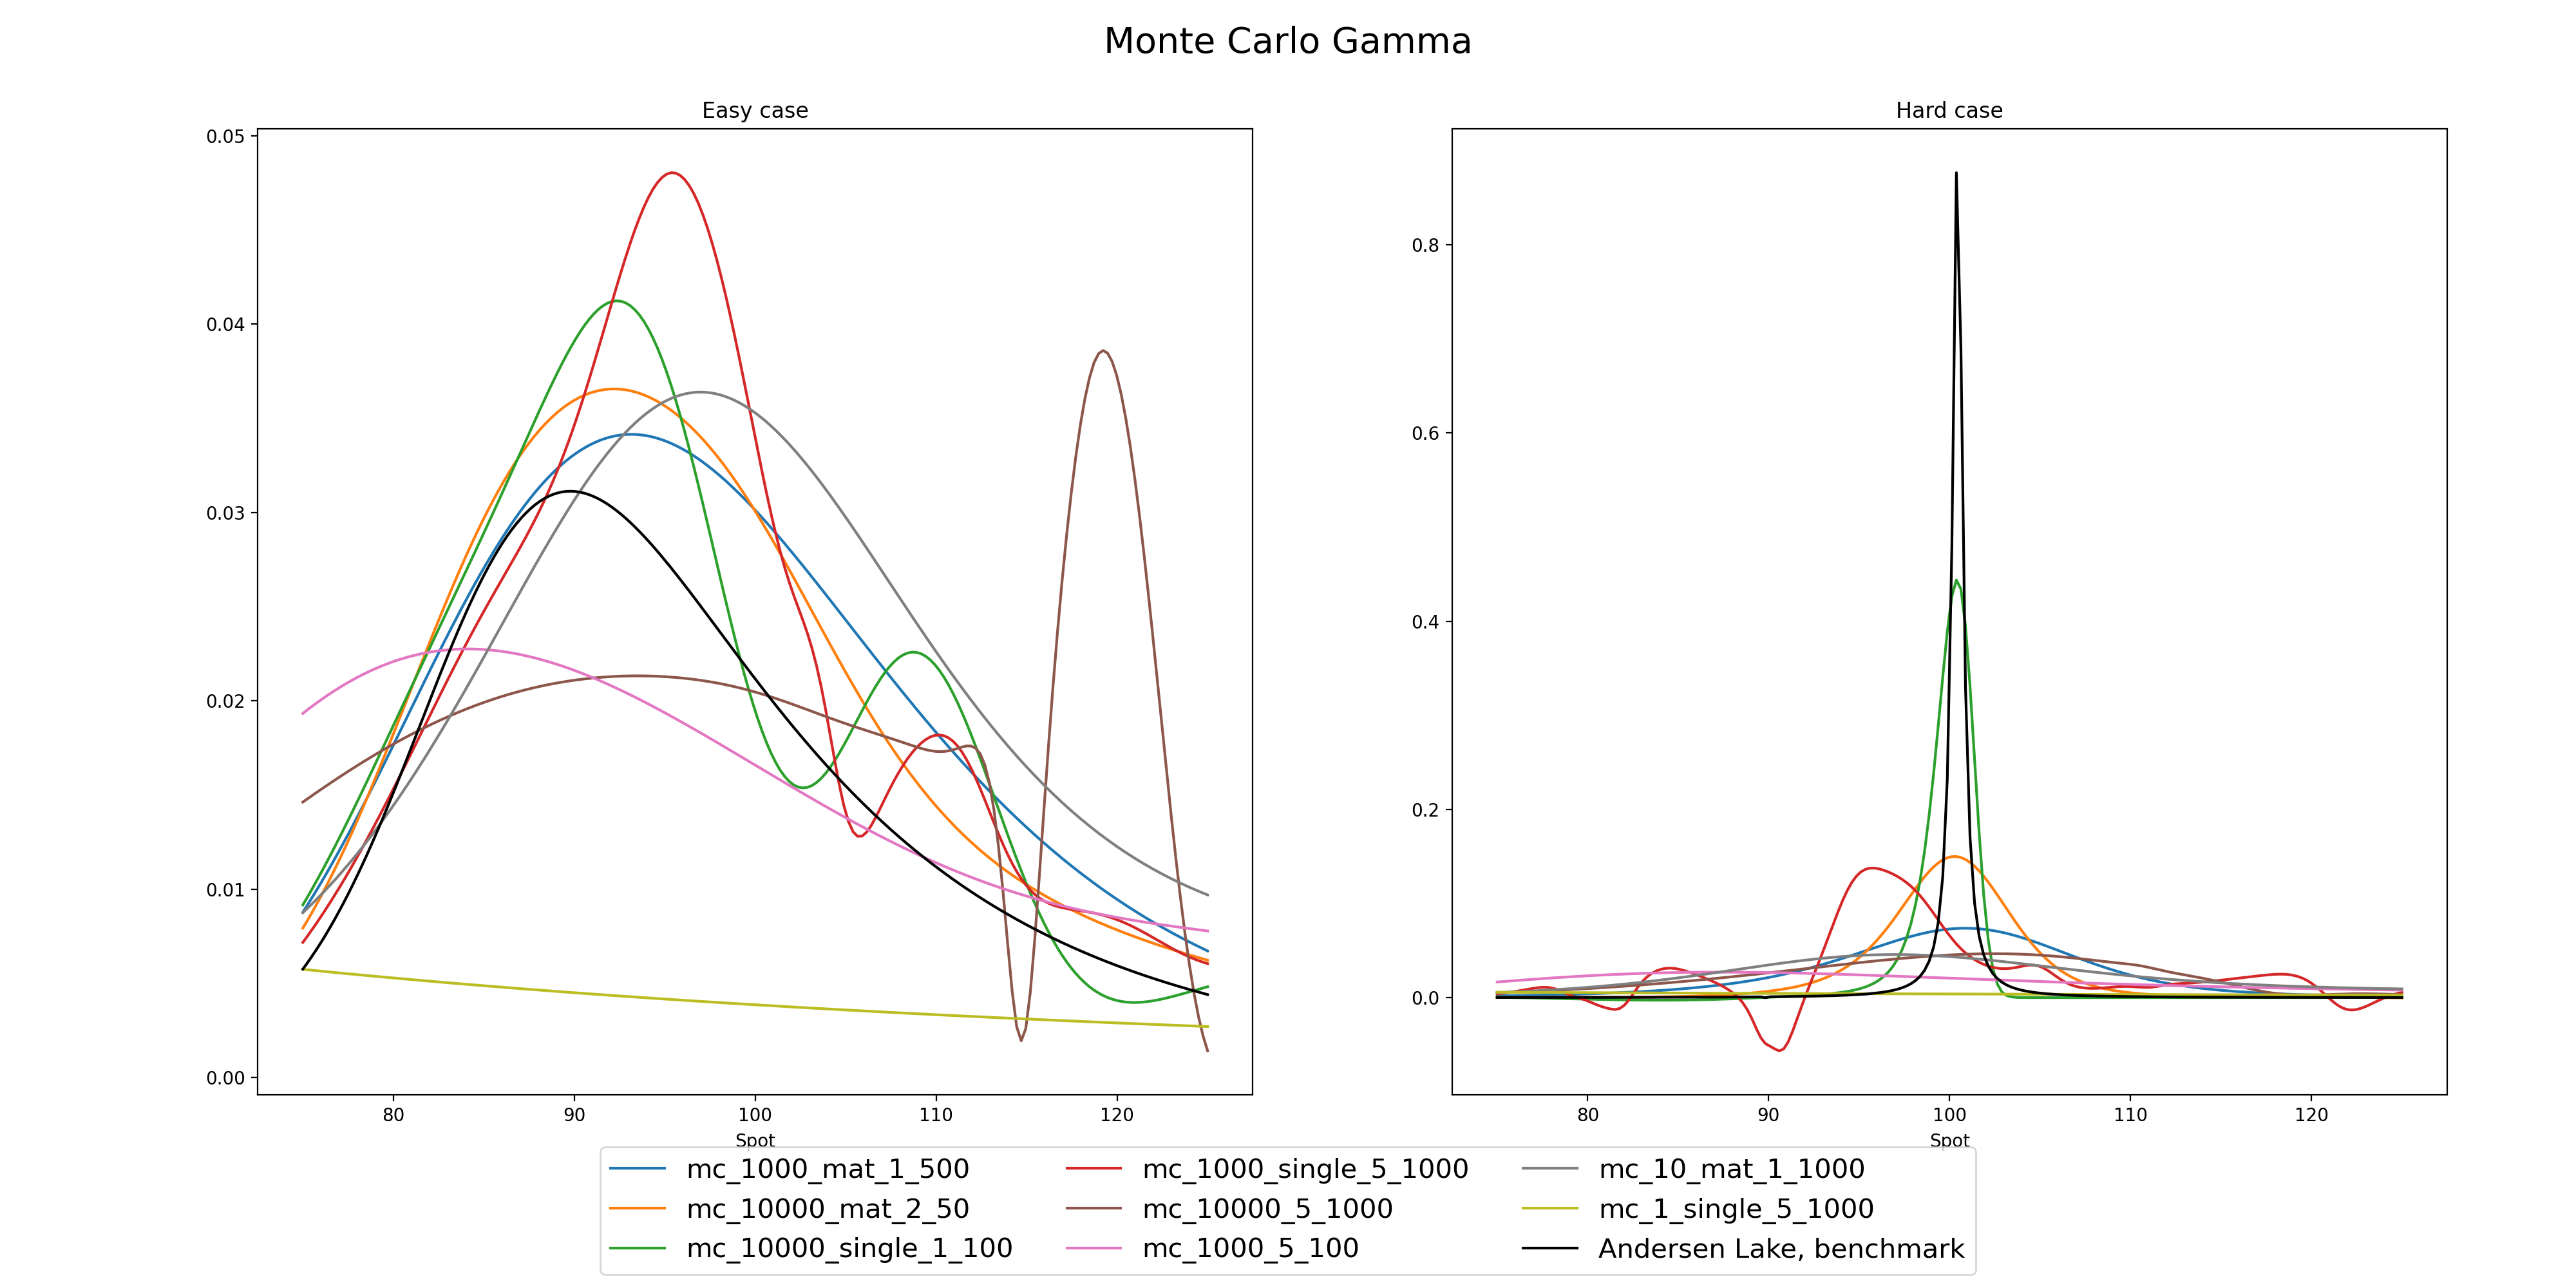 Monte Carlo Gamma
Easy case
0.05
0.04
0.03
0.02
0.01
0.00
80 90 100 110 120
Spot
Hard case
0.8
0.6
0.4
0.2
0.0
80 90 100 110 120
Spot
mc_1000_mat_1_500
mc_10000_mat_2_50
mc_10000_single_1_100
mc_1000_single_5_1000
mc_10000_5_1000
mc_1000_5_100
mc_10_mat_1_1000
mc_1_single_5_1000
Andersen Lake, benchmark